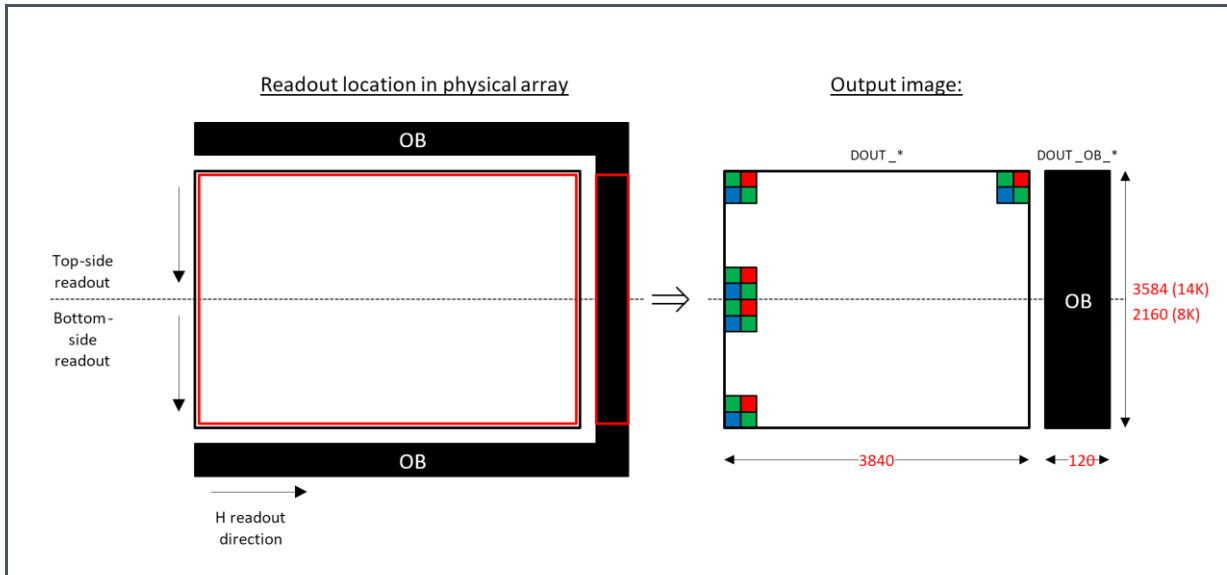 Readout location in physical array
OB
Top-side
readout
Bottom-
side
readout
OB
H readout
direction
Output image:
DOUT_*
DOUT_OB_*
OB
3584 (14K)
2160 (8K)
3840
120